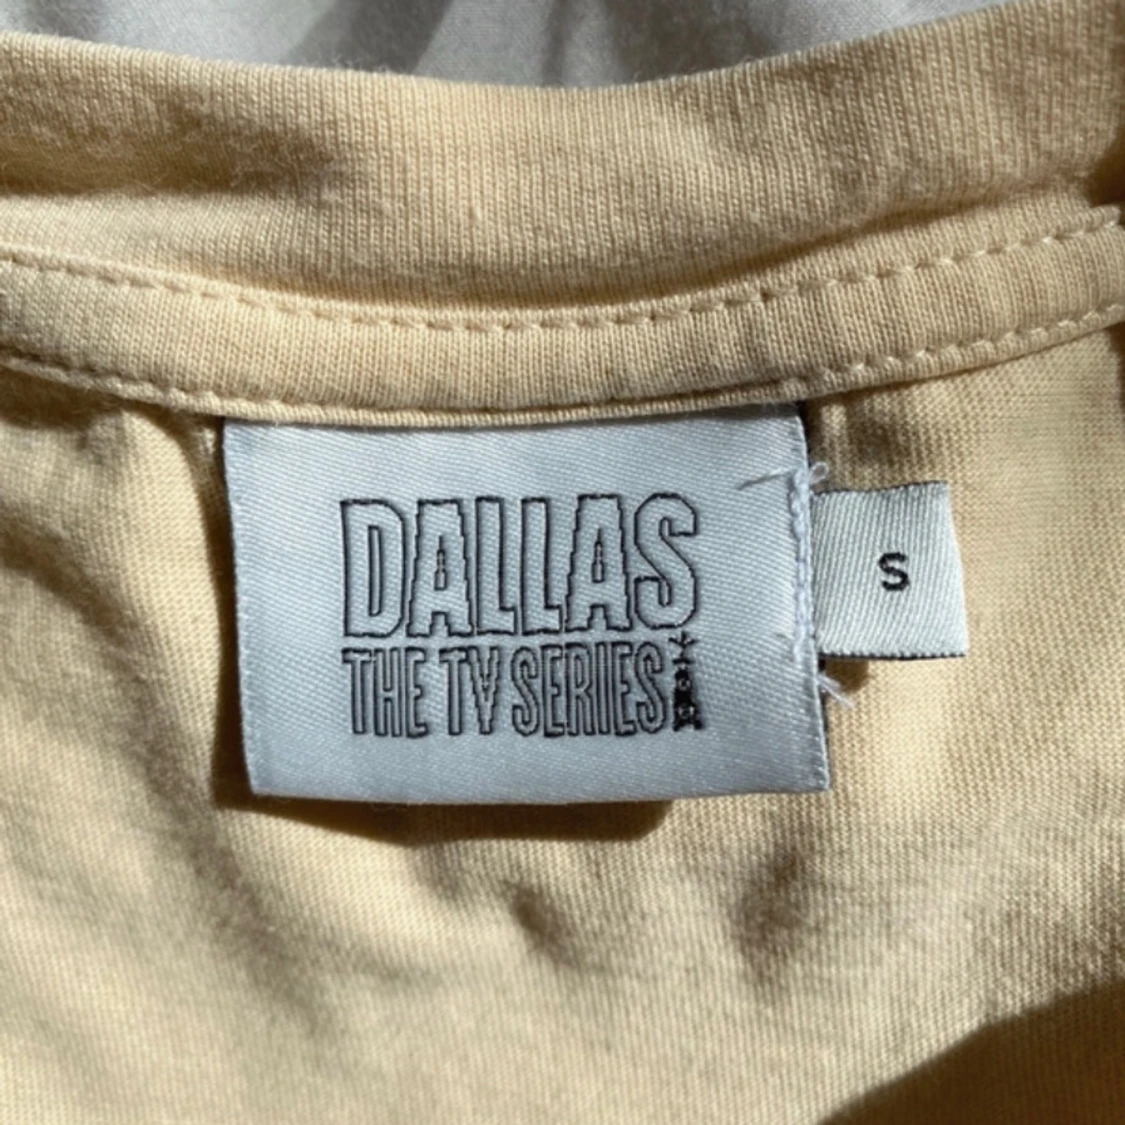 DALLAS
THE TV SERIES
S